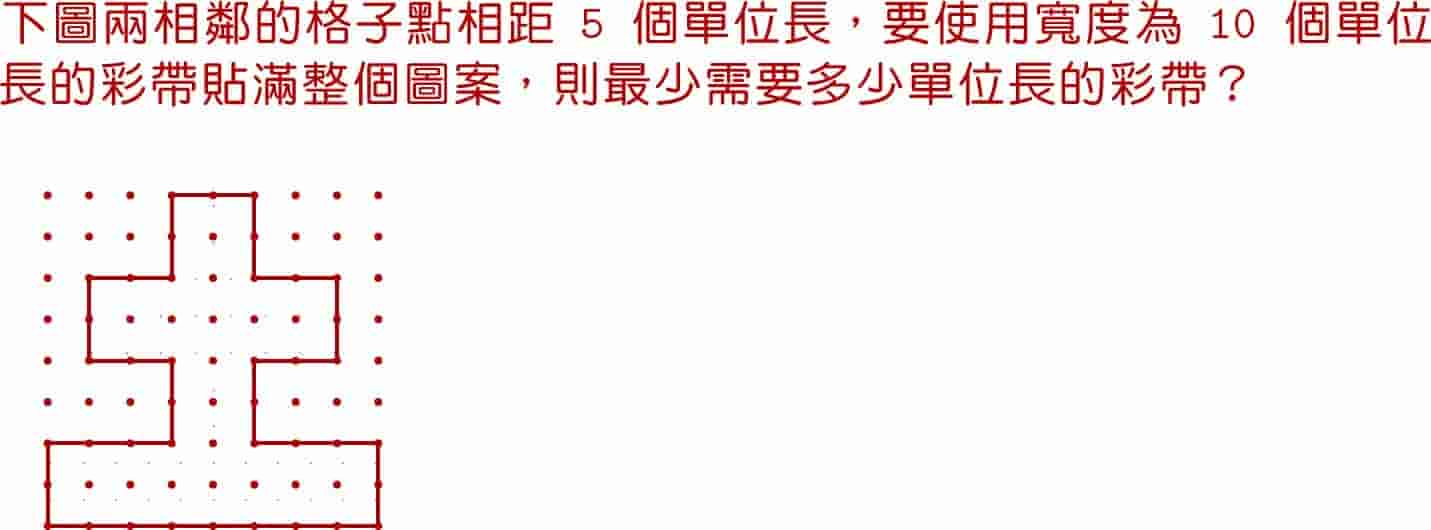 下圖兩相鄰的格子點相距 5 個單位長，要使用寬度為 10 個單位
長的彩帶貼滿整個圖案，則最少需要多少單位長的彩帶？